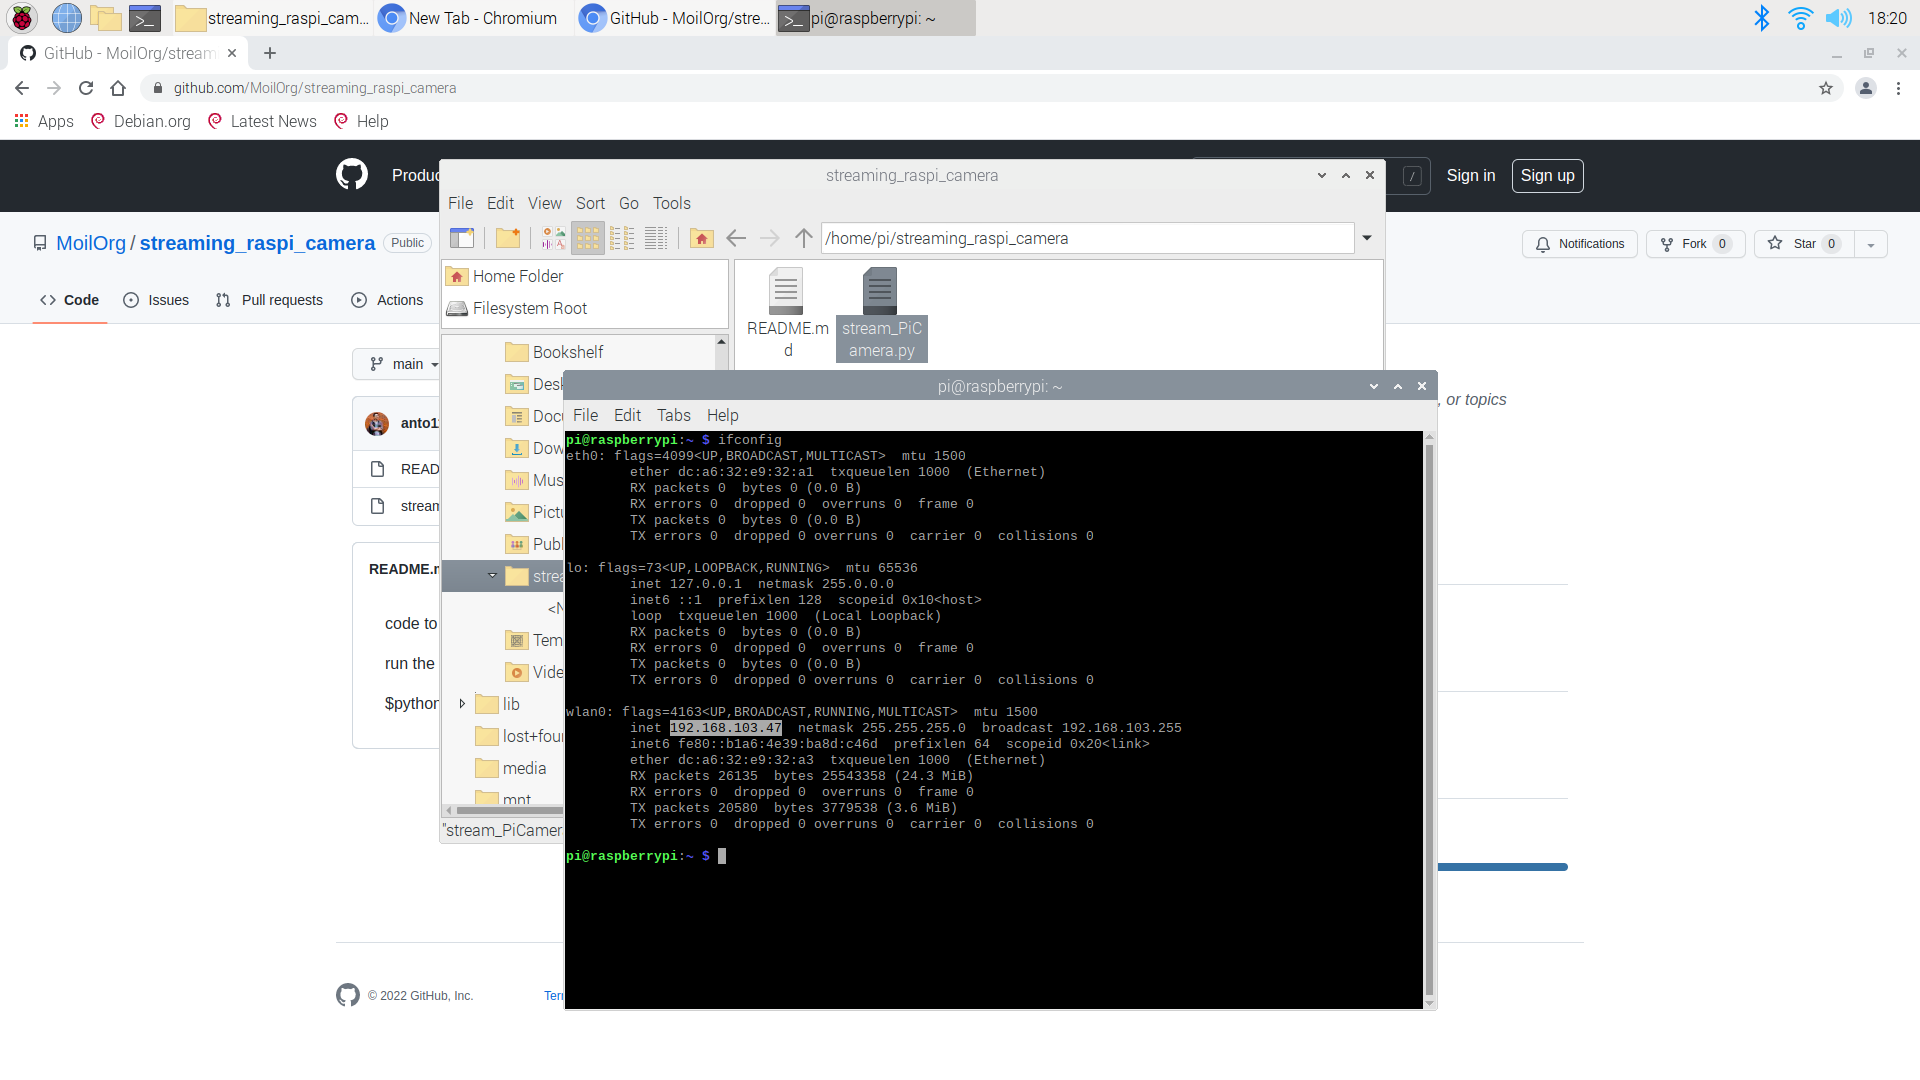 streaming_raspi_cam...
New Tab - Chromium
GitHub - MoilOrg/stre...
pi@raspberrypi: ~
18:20
GitHub - MoilOrg/stream
github.com/MoilOrg/streaming_raspi_camera
Apps
Debian.org
Latest News
Help
Produc
/
Sign in
Sign up
MoilOrg / streaming_raspi_camera
Public
Notifications
Fork 0
Star 0
Code
Issues
Pull requests
Actions
main
anto1
READ
stream
README.m
code to
run the
$python
, or topics
© 2022 GitHub, Inc.
Terr
streaming_raspi_camera
File Edit View Sort Go Tools
/home/pi/streaming_raspi_camera
Home Folder
Filesystem Root
README.m
d
stream_PiC
amera.py
Bookshelf
Desk
Docu
Dow
Mus
Pictu
Publ
strea
<N
Tem
Vide
lib
lost+foun
media
mnt
"stream_PiCamer
pi@raspberrypi: ~
File Edit Tabs Help
pi@raspberrypi:~ $ ifconfig
eth0: flags=4099<UP,BROADCAST,MULTICAST>  mtu 1500
        ether dc:a6:32:e9:32:a1  txqueuelen 1000  (Ethernet)
        RX packets 0  bytes 0 (0.0 B)
        RX errors 0  dropped 0  overruns 0  frame 0
        TX packets 0  bytes 0 (0.0 B)
        TX errors 0  dropped 0 overruns 0  carrier 0  collisions 0
lo: flags=73<UP,LOOPBACK,RUNNING>  mtu 65536
        inet 127.0.0.1  netmask 255.0.0.0
        inet6 ::1  prefixlen 128  scopeid 0x10<host>
        loop  txqueuelen 1000  (Local Loopback)
        RX packets 0  bytes 0 (0.0 B)
        RX errors 0  dropped 0  overruns 0  frame 0
        TX packets 0  bytes 0 (0.0 B)
        TX errors 0  dropped 0 overruns 0  carrier 0  collisions 0
wlan0: flags=4163<UP,BROADCAST,RUNNING,MULTICAST>  mtu 1500
        inet 192.168.103.47  netmask 255.255.255.0  broadcast 192.168.103.255
        inet6 fe80::b1a6:4e39:ba8d:c46d  prefixlen 64  scopeid 0x20<link>
        ether dc:a6:32:e9:32:a3  txqueuelen 1000  (Ethernet)
        RX packets 26135  bytes 25543358 (24.3 MiB)
        RX errors 0  dropped 0  overruns 0  frame 0
        TX packets 20580  bytes 3779538 (3.6 MiB)
        TX errors 0  dropped 0 overruns 0  carrier 0  collisions 0
pi@raspberrypi:~ $